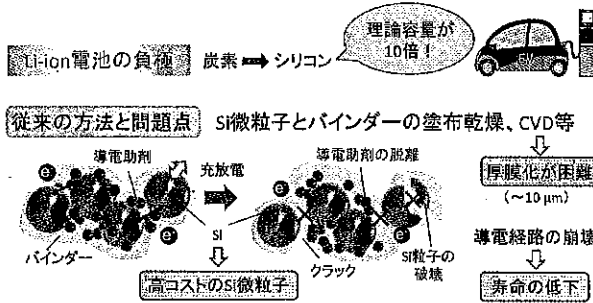 理論容量が
10倍！
Li-ion電池の負極 炭素 ➡ シリコン
EV
従来の方法と問題点 Si微粒子とバインダーの塗布乾燥、CVD等
導電助剤 充放電 導電助剤の脱離
厚膜化が困難
(～10 μm)
e⁻ e⁻
Si
導電経路の崩壊
e⁻ e⁻
バインダー クラック Si粒子の
破壊
高コストのSi微粒子 寿命の低下